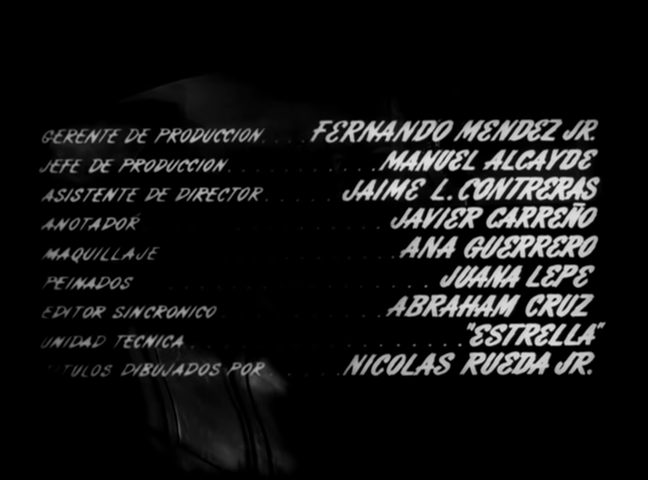 GERENTE DE PRODUCCION.... FERNANDO MENDEZ JR.
JEFE DE PRODUCCION............ MANUEL ALCAYDE
ASISTENTE DE DIRECTOR...... JAIME L. CONTRERAS
ANOTADOR............ JAVIER CARREÑO
MAQUILLAJE............ ANA GUERRERO
PEINADOS............ JUANA LEPE
EDITOR SINCRONICO............ ABRAHAM CRUZ
UNIDAD TECNICA............ "ESTRELLA"
TITULOS DIBUJADOS POR...... NICOLAS RUEDA JR.